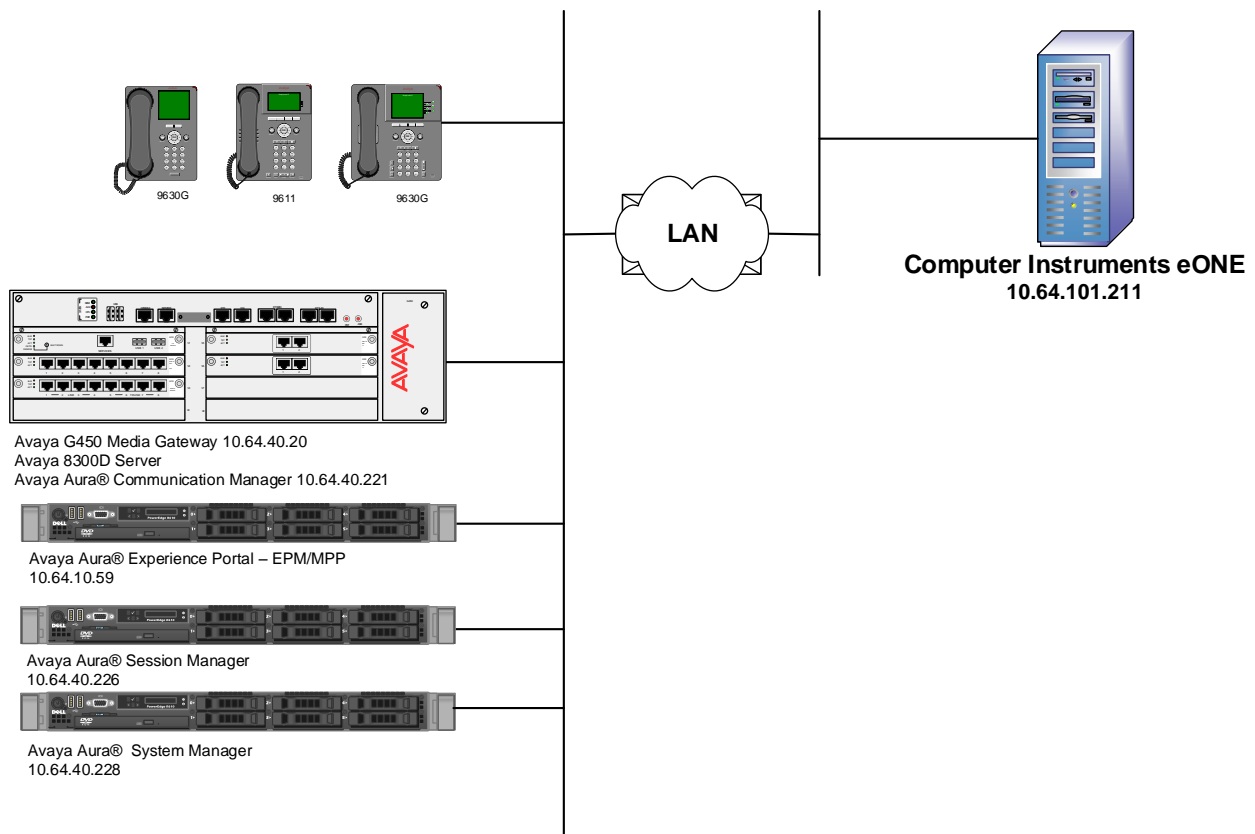 9630G
9611
9630G
LAN
Computer Instruments eONE
10.64.101.211
AVAYA
Avaya G450 Media Gateway 10.64.40.20
Avaya 8300D Server
Avaya Aura® Communication Manager 10.64.40.221
DELL
Avaya Aura® Experience Portal – EPM/MPP
10.64.10.59
DELL
Avaya Aura® Session Manager
10.64.40.226
DELL
Avaya Aura® System Manager
10.64.40.228